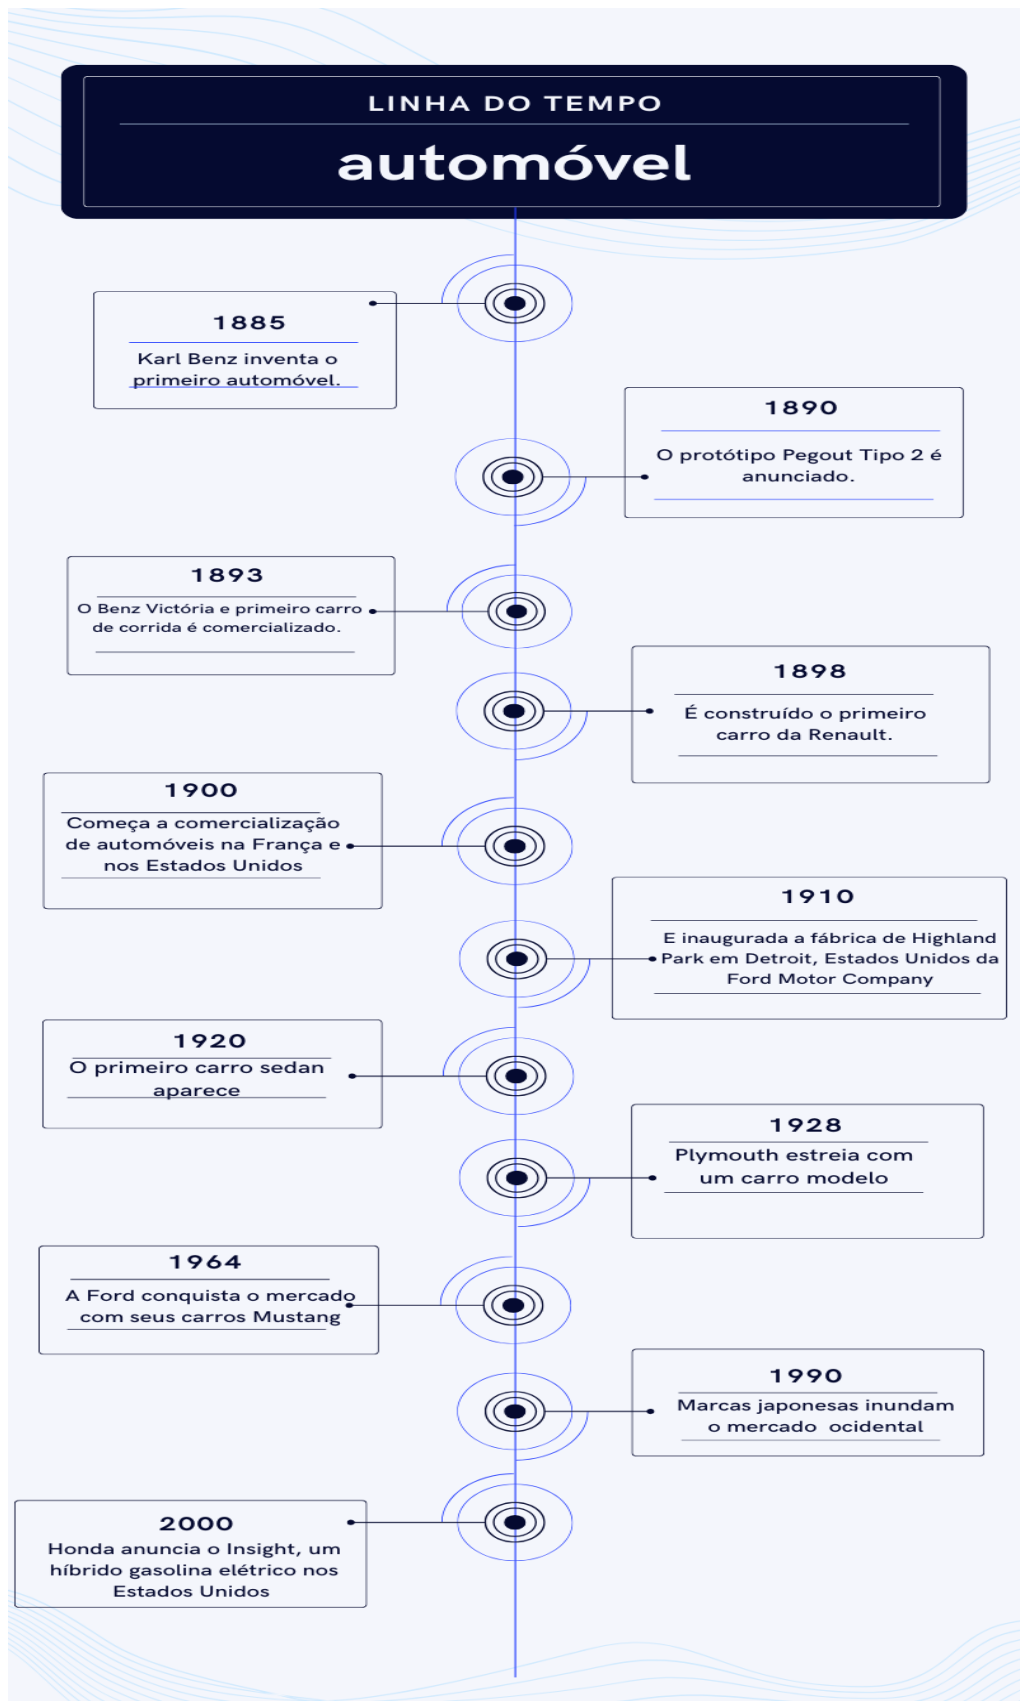 LINHA DO TEMPO
automóvel
1885
Karl Benz inventa o
primeiro automóvel.
1890
O protótipo Pegout Tipo 2 é
anunciado.
1893
O Benz Victória e primeiro carro
de corrida é comercializado.
1898
É construído o primeiro
carro da Renault.
1900
Começa a comercialização
de automóveis na França e
nos Estados Unidos
1910
E inaugurada a fábrica de Highland
Park em Detroit, Estados Unidos da
Ford Motor Company
1920
O primeiro carro sedan
aparece
1928
Plymouth estreia com
um carro modelo
1964
A Ford conquista o mercado
com seus carros Mustang
1990
Marcas japonesas inundam
o mercado ocidental
2000
Honda anuncia o Insight, um
híbrido gasolina elétrico nos
Estados Unidos